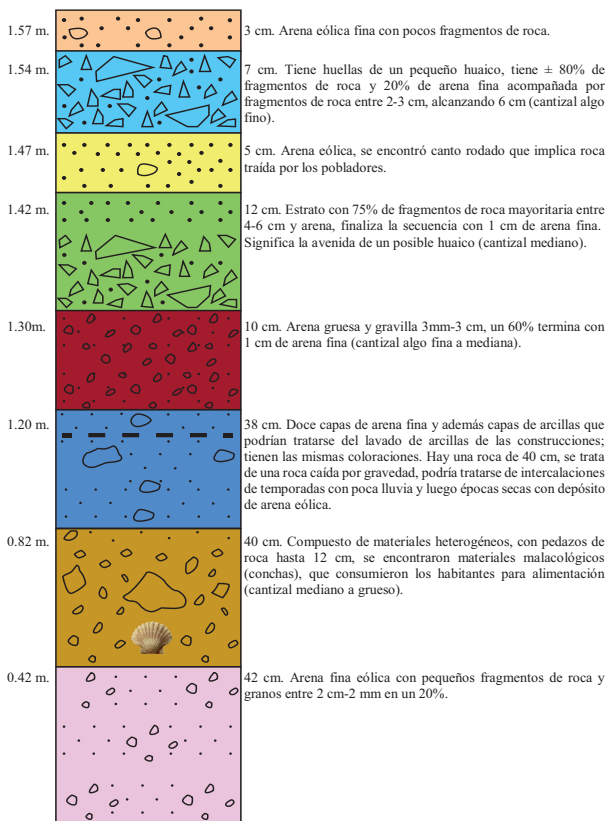 1.57 m.
3 cm. Arena eólica fina con pocos fragmentos de roca.
1.54 m.
7 cm. Tiene huellas de un pequeño huaico, tiene ± 80% de
fragmentos de roca y 20% de arena fina acompañada por
fragmentos de roca entre 2-3 cm, alcanzando 6 cm (cantizal algo
fino).
1.47 m.
5 cm. Arena eólica, se encontró canto rodado que implica roca
traída por los pobladores.
1.42 m.
12 cm. Estrato con 75% de fragmentos de roca mayoritaria entre
4-6 cm y arena, finaliza la secuencia con 1 cm de arena fina.
Significa la avenida de un posible huaico (cantizal mediano).
1.30m.
10 cm. Arena gruesa y gravilla 3mm-3 cm, un 60% termina con
1 cm de arena fina (cantizal algo fina a mediana).
1.20 m.
38 cm. Doce capas de arena fina y además capas de arcillas que
podrían tratarse del lavado de arcillas de las construcciones;
tienen las mismas coloraciones. Hay una roca de 40 cm, se trata
de una roca caída por gravedad, podría tratarse de intercalaciones
de temporadas con poca lluvia y luego épocas secas con depósito
de arena eólica.
0.82 m.
40 cm. Compuesto de materiales heterogéneos, con pedazos de
roca hasta 12 cm, se encontraron materiales malacológicos
(conchas), que consumieron los habitantes para alimentación
(cantizal mediano a grueso).
0.42 m.
42 cm. Arena fina eólica con pequeños fragmentos de roca y
granos entre 2 cm-2 mm en un 20%.